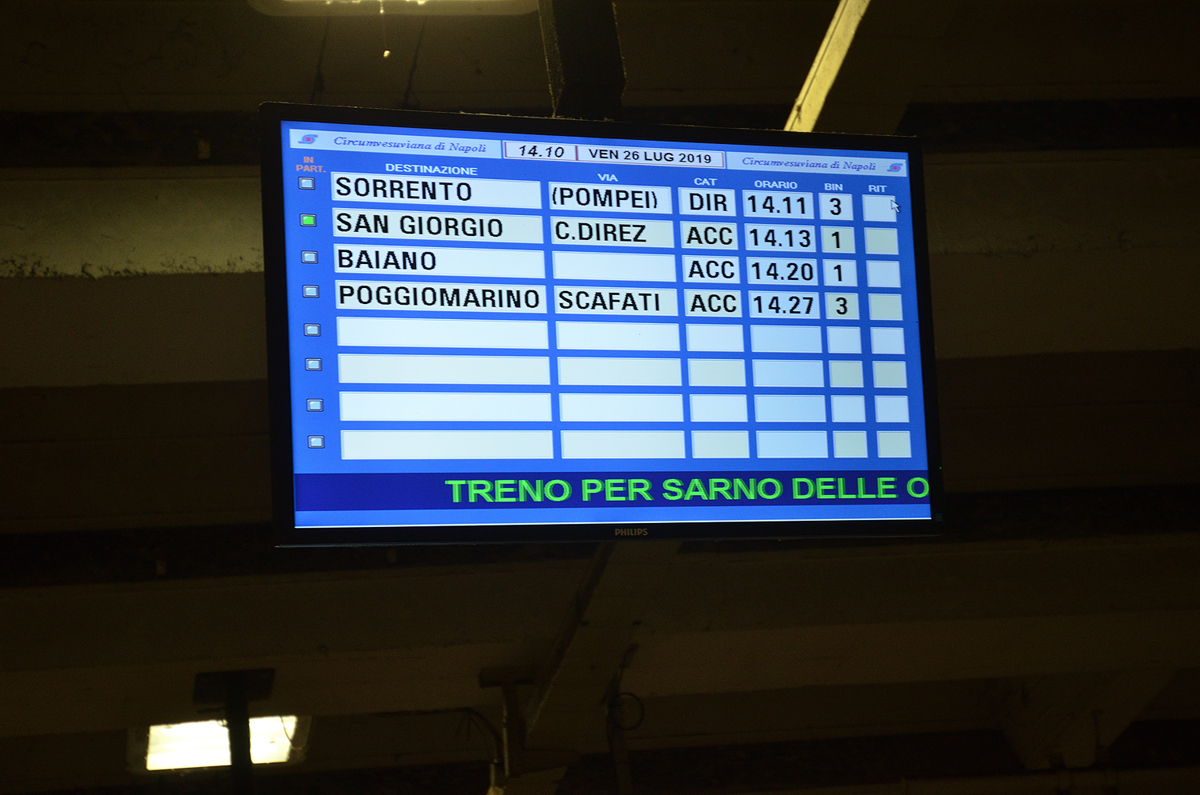 Circumvesuviana di Napoli 14.10 VEN 26 LUG 2019 Circumvesuviana di Napoli
IN PART. DESTINAZIONE VIA CAT ORARIO BIN RIT
SORRENTO (POMPEI) DIR 14.11 3
SAN GIORGIO C.DIREZ ACC 14.13 1
BAIANO ACC 14.20 1
POGGIOMARINO SCAFATI ACC 14.27 3
TRENO PER SARNO DELLE O
PHILIPS